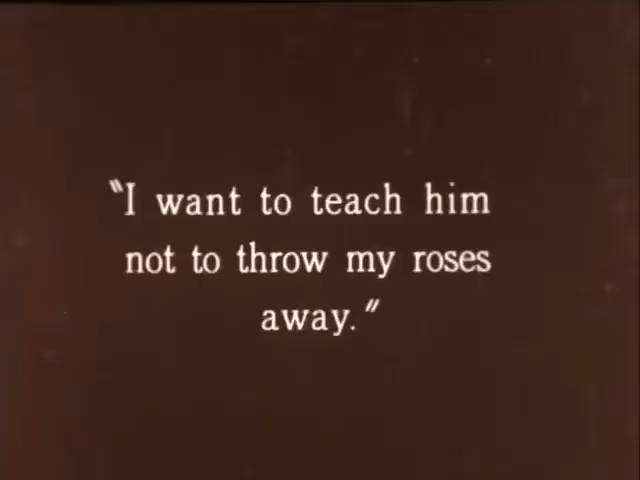 "I want to teach him
not to throw my roses
away."